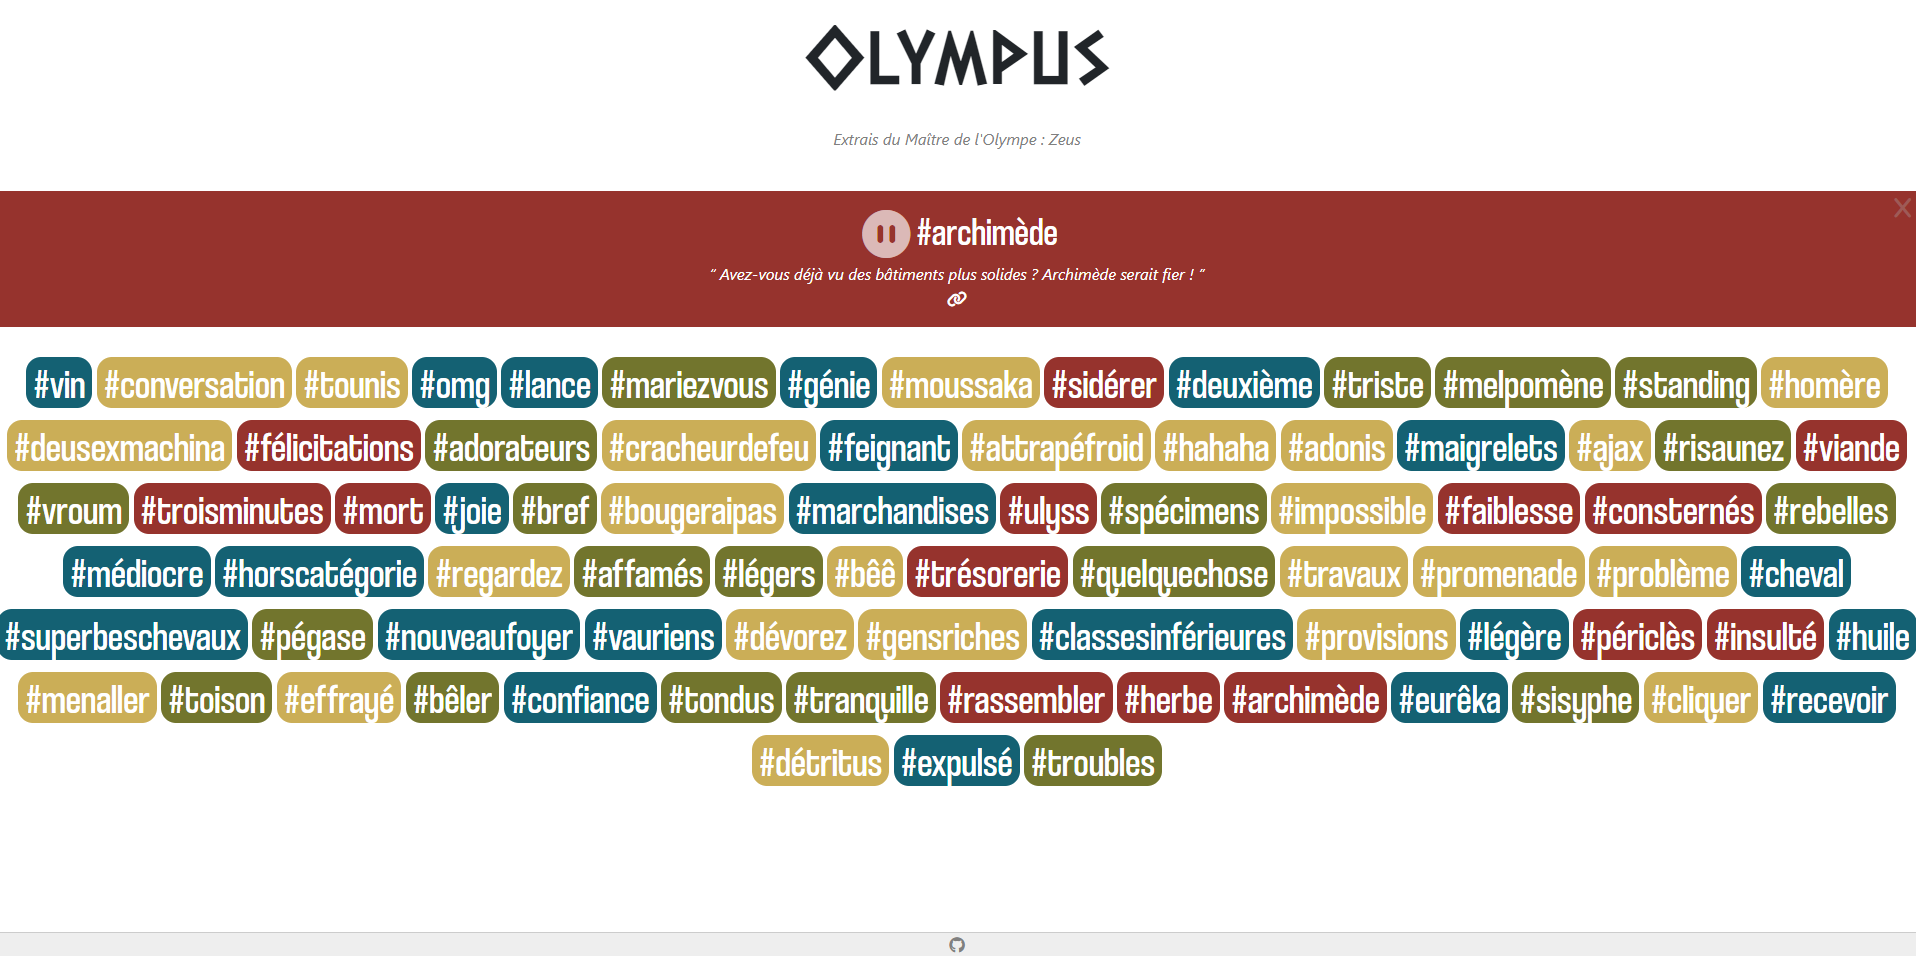 OLYMPUS
Extrais du Maître de l'Olympe : Zeus
#archimède
“ Avez-vous déjà vu des bâtiments plus solides ? Archimède serait fier ! ”
#vin #conversation #tounis #omg #lance #mariezvous #génie #moussaka #sidérer #deuxième #triste #melpomène #standing #homère
#deusexmachina #félicitations #adorateurs #cracheurdefeu #feignant #attrapéfroid #hahaha #adonis #maigrelets #ajax #risaunez #viande
#vroum #troisminutes #mort #joie #bref #bougeraipas #marchandises #ulyss #spécimens #impossible #faiblesse #consternés #rebelles
#médiocre #horscatégorie #regardez #affamés #légers #bêê #trésorerie #quelquechose #travaux #promenade #problème #cheval
#superbeschevaux #pégase #nouveaufoyer #vauriens #dévorez #gensriches #classesinférieures #provisions #légère #périclès #insulté #huile
#menaller #toison #effrayé #bêler #confiance #tondus #tranquille #rassembler #herbe #archimède #eurêka #sisyphe #cliquer #recevoir
#détritus #expulsé #troubles